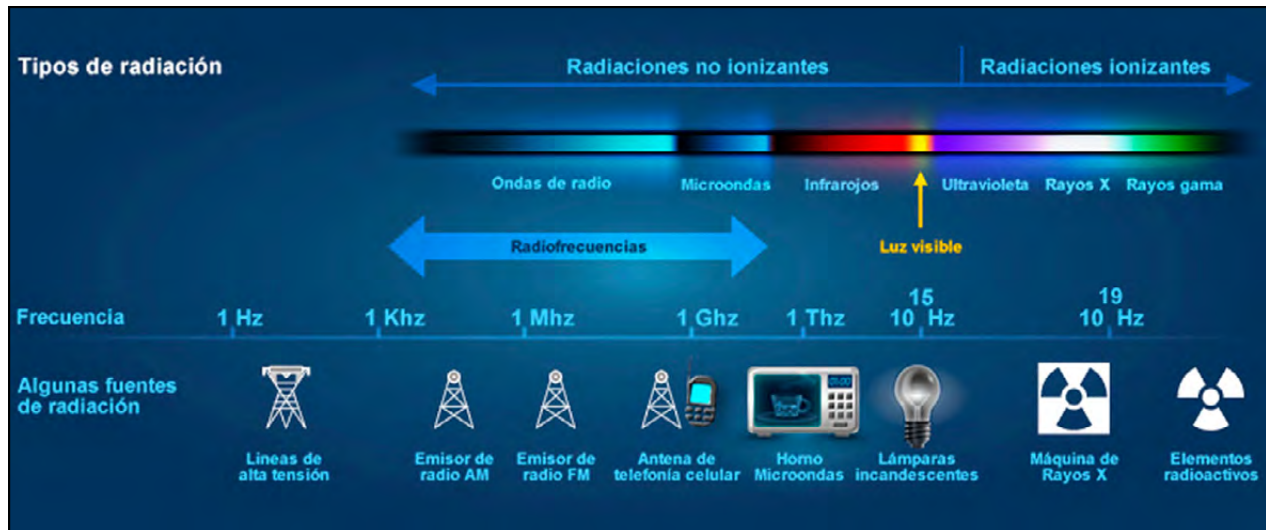 Tipos de radiación
Radiaciones no ionizantes
Radiaciones ionizantes
Ondas de radio
Microondas
Infrarojos
Ultravioleta
Rayos X
Rayos gama
Radiofrecuencias
Luz visible
Frecuencia
1 Hz
1 Khz
1 Mhz
1 Ghz
1 Thz
10 15 Hz
10 19 Hz
Algunas fuentes
de radiación
Lineas de
alta tensión
Emisor de
radio AM
Emisor de
radio FM
Antena de
telefonía celular
Horno
Microondas
Lámparas
incandescentes
Máquina de
Rayos X
Elementos
radioactivos